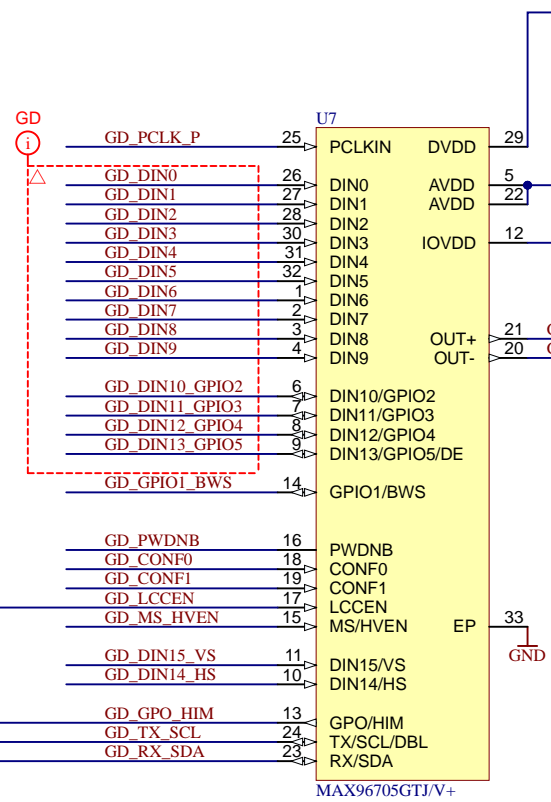 GD
i
U7
GD_PCLK_P 25 PCLKIN DVDD 29
GD_DIN0 26 DIN0 AVDD 5
GD_DIN1 27 DIN1 AVDD 22
GD_DIN2 28 DIN2
GD_DIN3 30 DIN3 IOVDD 12
GD_DIN4 31 DIN4
GD_DIN5 32 DIN5
GD_DIN6 1 DIN6
GD_DIN7 2 DIN7
GD_DIN8 3 DIN8 OUT+ 21
GD_DIN9 4 DIN9 OUT- 20
GD_DIN10_GPIO2 6 DIN10/GPIO2
GD_DIN11_GPIO3 7 DIN11/GPIO3
GD_DIN12_GPIO4 8 DIN12/GPIO4
GD_DIN13_GPIO5 9 DIN13/GPIO5/DE
GD_GPIO1_BWS 14 GPIO1/BWS
GD_PWDNB 16 PWDNB
GD_CONF0 18 CONF0
GD_CONF1 19 CONF1
GD_LCCEN 17 LCCEN
GD_MS_HVEN 15 MS/HVEN EP 33
GND
GD_DIN15_VS 11 DIN15/VS
GD_DIN14_HS 10 DIN14/HS
GD_GPO_HIM 13 GPO/HIM
GD_TX_SCL 24 TX/SCL/DBL
GD_RX_SDA 23 RX/SDA
MAX96705GTJ/V+